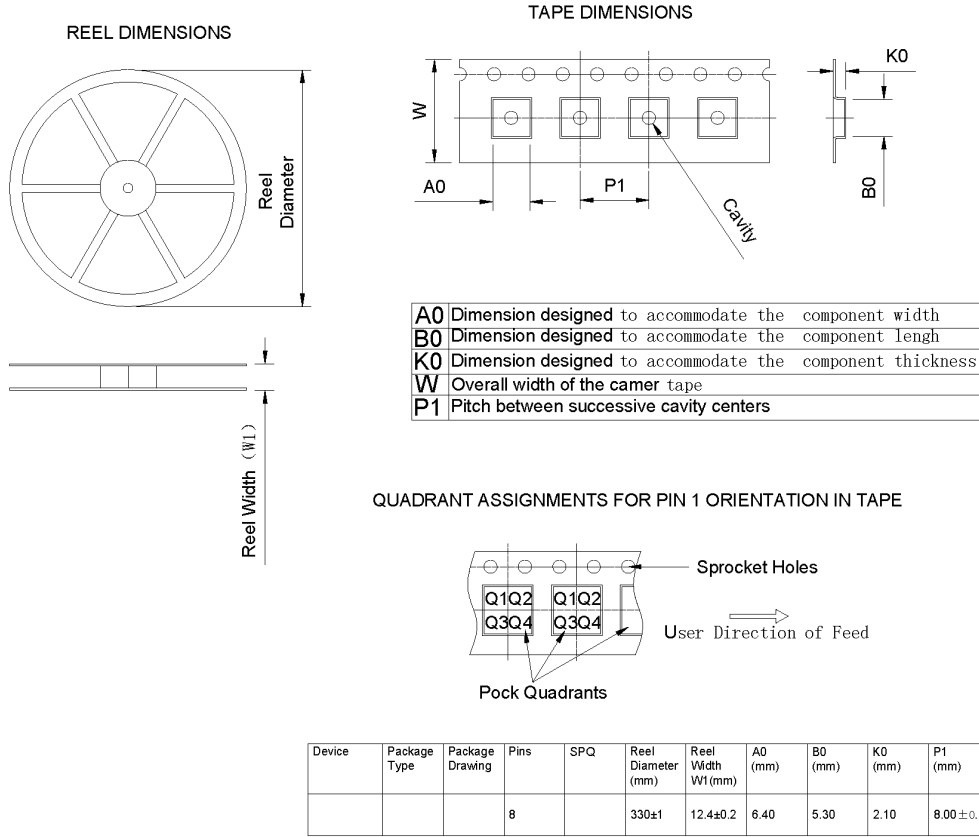 REEL DIMENSIONS
TAPE DIMENSIONS
Reel
Diameter
W
K0
A0
P1
B0
Cavity
A0 Dimension designed to accommodate the component width
B0 Dimension designed to accommodate the component lengh
K0 Dimension designed to accommodate the component thickness
W Overall width of the camer tape
P1 Pitch between successive cavity centers
Reel Width (W1)
QUADRANT ASSIGNMENTS FOR PIN 1 ORIENTATION IN TAPE
Sprocket Holes
Q1Q2 Q1Q2
Q3Q4 Q3Q4
User Direction of Feed
Pock Quadrants
Device Package Pins SPQ Reel Reel A0 B0 K0 P1
Type Drawing Diameter Width (mm) (mm) (mm) (mm)
(mm) W1(mm)
8 330±1 12.4±0.2 6.40 5.30 2.10 8.00±